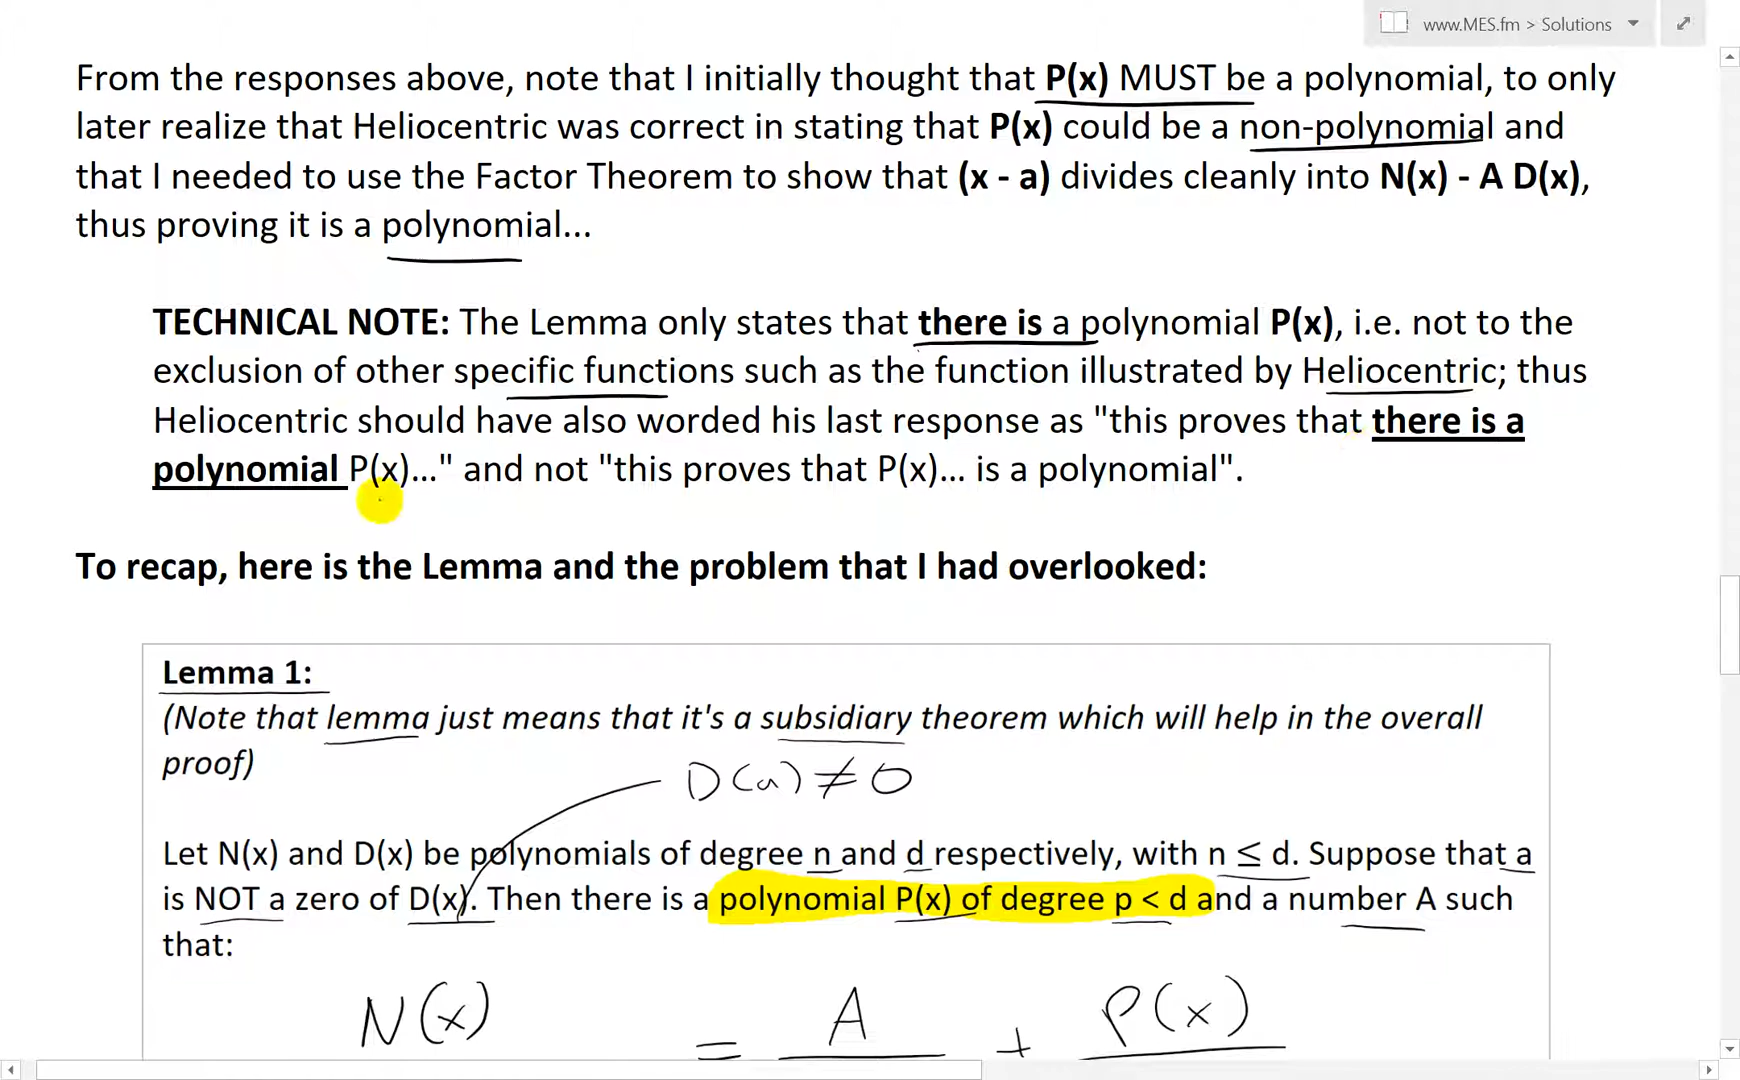 www.MES.fm > Solutions
From the responses above, note that I initially thought that P(x) MUST be a polynomial, to only
later realize that Heliocentric was correct in stating that P(x) could be a non-polynomial and
that I needed to use the Factor Theorem to show that (x - a) divides cleanly into N(x) - A D(x),
thus proving it is a polynomial...
TECHNICAL NOTE: The Lemma only states that there is a polynomial P(x), i.e. not to the
exclusion of other specific functions such as the function illustrated by Heliocentric; thus
Heliocentric should have also worded his last response as "this proves that there is a
polynomial P(x)..." and not "this proves that P(x)... is a polynomial".
To recap, here is the Lemma and the problem that I had overlooked:
Lemma 1:
(Note that lemma just means that it's a subsidiary theorem which will help in the overall
proof)
D(a) ≠ 0
Let N(x) and D(x) be polynomials of degree n and d respectively, with n ≤ d. Suppose that a
is NOT a zero of D(x). Then there is a polynomial P(x) of degree p < d and a number A such
that:
N(x) = A + P(x)